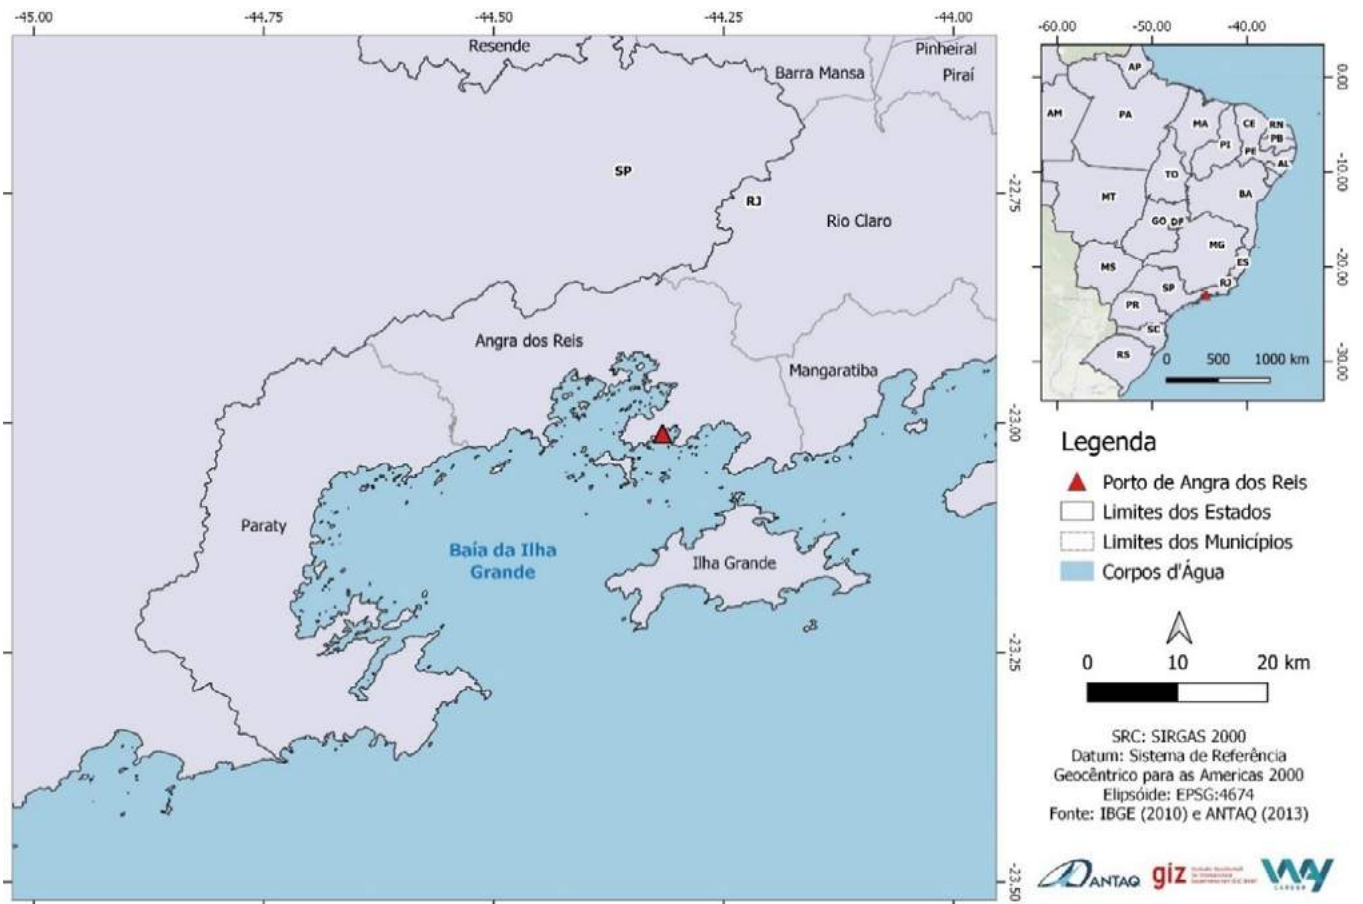 -45.00
-44.75
-44.50
-44.25
-44.00
Resende
Barra Mansa
Pinheiral
Piraí
SP
RJ
Rio Claro
-22.75
Angra dos Reis
Mangaratiba
-23.00
Paraty
Baía da Ilha
Grande
Ilha Grande
-23.25
-23.50
-60.00
-50.00
-40.00
0.00
-10.00
-20.00
-30.00
AP
AM
PA
MA
CE
RN
PB
PI
PE
AL
TO
MT
BA
GO
DF
MG
MS
ES
SP
RJ
PR
SC
RS
0 500 1000 km
Legenda
Porto de Angra dos Reis
Limites dos Estados
Limites dos Municípios
Corpos d'Água
0 10 20 km
SRC: SIRGAS 2000
Datum: Sistema de Referência
Geocêntrico para as Americas 2000
Elipsóide: EPSG:4674
Fonte: IBGE (2010) e ANTAQ (2013)
ANTAQ
giz
WAY
CARBON